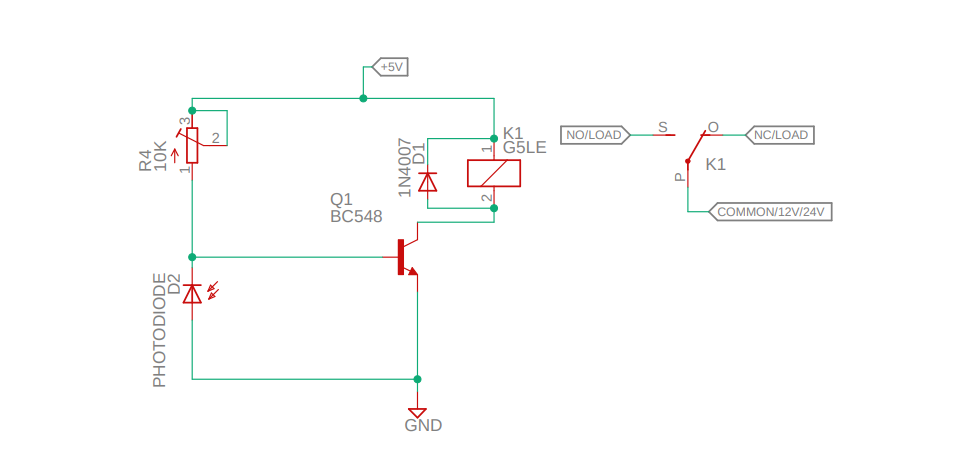 +5V
3
2
R4
10K
1
1N4007
D1
K1
G5LE
1
2
Q1
BC548
PHOTODIODE
D2
GND
NO/LOAD
S
O
NC/LOAD
K1
P
COMMON/12V/24V